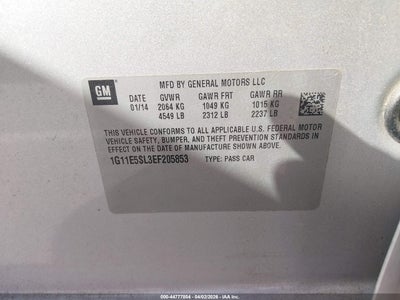 GM
MFD BY GENERAL MOTORS LLC
DATE GVWR GAWR FRT GAWR RR
01/14 2064 KG 1049 KG 1015 KG
4549 LB 2312 LB 2237 LB
THIS VEHICLE CONFORMS TO ALL APPLICABLE U.S. FEDERAL MOTOR
VEHICLE SAFETY, BUMPER, AND THEFT PREVENTION STANDARDS
IN EFFECT ON THE DATE OF MANUFACTURE SHOWN ABOVE.
1G11E5SL3EF205853 TYPE: PASS CAR
000-44777804 - 04/02/2026 - IAA Inc.